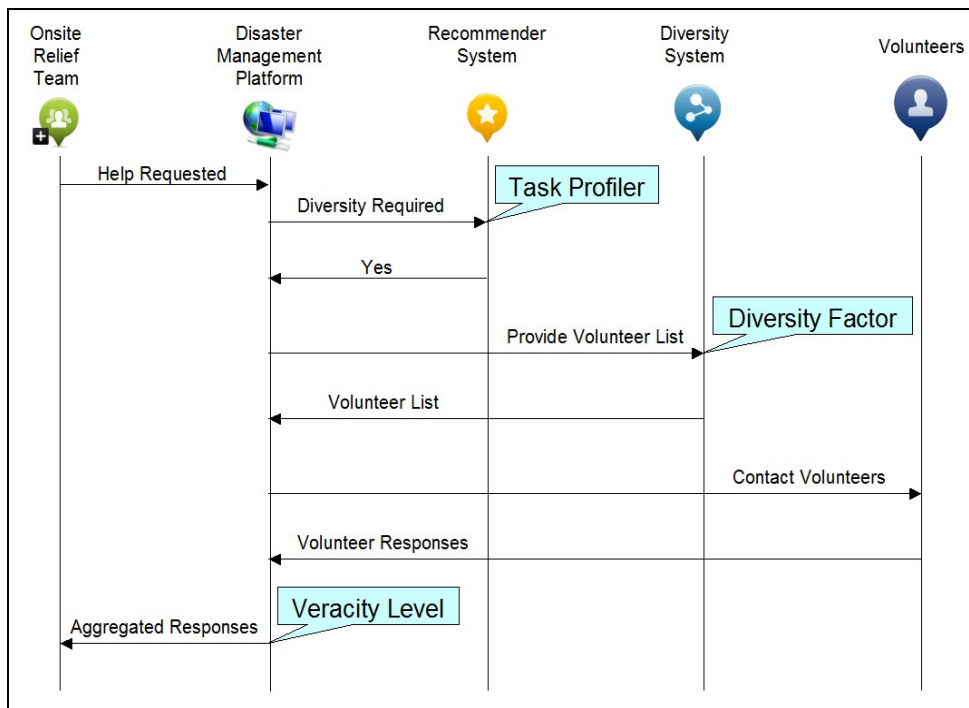 Onsite
Relief
Team
Disaster
Management
Platform
Recommender
System
Diversity
System
Volunteers
Help Requested
Task Profiler
Diversity Required
Yes
Diversity Factor
Provide Volunteer List
Volunteer List
Contact Volunteers
Volunteer Responses
Veracity Level
Aggregated Responses